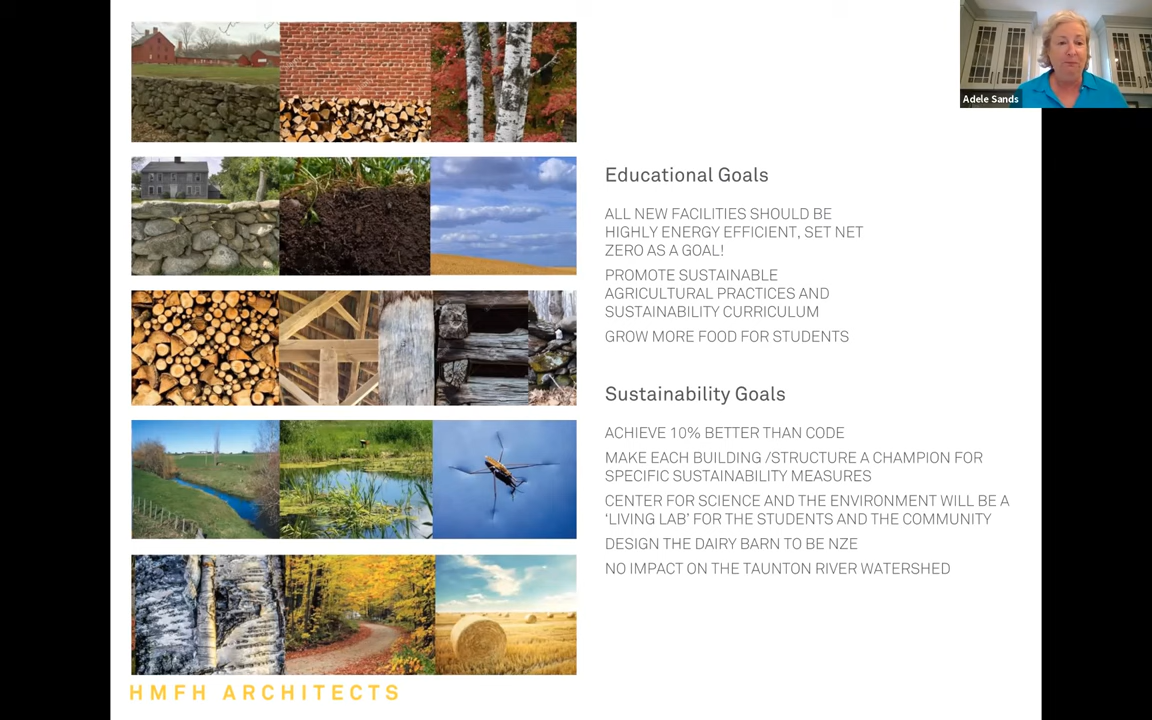 Adele Sands
Educational Goals
ALL NEW FACILITIES SHOULD BE
HIGHLY ENERGY EFFICIENT, SET NET
ZERO AS A GOAL!
PROMOTE SUSTAINABLE
AGRICULTURAL PRACTICES AND
SUSTAINABILITY CURRICULUM
GROW MORE FOOD FOR STUDENTS
Sustainability Goals
ACHIEVE 10% BETTER THAN CODE
MAKE EACH BUILDING /STRUCTURE A CHAMPION FOR
SPECIFIC SUSTAINABILITY MEASURES
CENTER FOR SCIENCE AND THE ENVIRONMENT WILL BE A
‘LIVING LAB’ FOR THE STUDENTS AND THE COMMUNITY
DESIGN THE DAIRY BARN TO BE NZE
NO IMPACT ON THE TAUNTON RIVER WATERSHED
HMFH ARCHITECTS